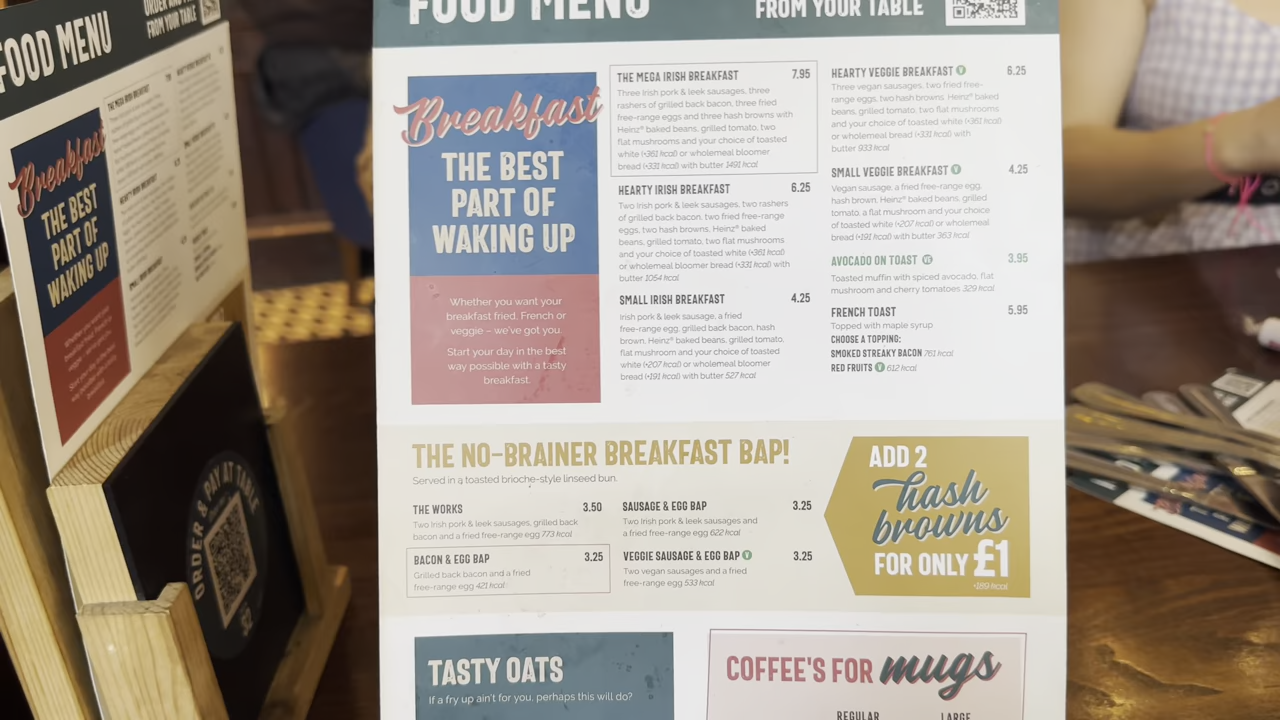 FOOD MENU
FROM YOUR TABLE
Breakfast
THE BEST
PART OF
WAKING UP
Whether you want your
breakfast fried, French or
veggie – we've got you.
Start your day in the best
way possible with a tasty
breakfast.
THE MEGA IRISH BREAKFAST 7.95
Three Irish pork & leek sausages, three
rashers of grilled back bacon, three fried
free-range eggs and three hash browns with
Heinz® baked beans, grilled tomato, two
flat mushrooms and your choice of toasted
white (+361 kcal) or wholemeal bloomer
bread (+331 kcal) with butter 1491 kcal
HEARTY IRISH BREAKFAST 6.25
Two Irish pork & leek sausages, two rashers
of grilled back bacon, two fried free-range
eggs, two hash browns, Heinz® baked
beans, grilled tomato, two flat mushrooms
and your choice of toasted white (+361 kcal)
or wholemeal bloomer bread (+331 kcal) with
butter 1054 kcal
SMALL IRISH BREAKFAST 4.25
Irish pork & leek sausage, a fried
free-range egg, grilled back bacon, hash
brown, Heinz® baked beans, grilled tomato,
flat mushroom and your choice of toasted
white (+207 kcal) or wholemeal bloomer
bread (+191 kcal) with butter 527 kcal
HEARTY VEGGIE BREAKFAST V 6.25
Three vegan sausages, two fried free-
range eggs, two hash browns, Heinz® baked
beans, grilled tomato, two flat mushrooms
and your choice of toasted white (+361 kcal)
or wholemeal bread (+331 kcal) with
butter 933 kcal
SMALL VEGGIE BREAKFAST V 4.25
Vegan sausage, a fried free-range egg,
hash brown, Heinz® baked beans, grilled
tomato, a flat mushroom and your choice
of toasted white (+207 kcal) or wholemeal
bread (+191 kcal) with butter 363 kcal
AVOCADO ON TOAST VE 3.95
Toasted muffin with spiced avocado, flat
mushroom and cherry tomatoes 329 kcal
FRENCH TOAST 5.95
Topped with maple syrup
CHOOSE A TOPPING:
SMOKED STREAKY BACON 761 kcal
RED FRUITS V 612 kcal
THE NO-BRAINER BREAKFAST BAP!
Served in a toasted brioche-style linseed bun.
THE WORKS 3.50
Two Irish pork & leek sausages, grilled back
bacon and a fried free-range egg 773 kcal
BACON & EGG BAP 3.25
Grilled back bacon and a fried
free-range egg 421 kcal
SAUSAGE & EGG BAP 3.25
Two Irish pork & leek sausages and
a fried free-range egg 622 kcal
VEGGIE SAUSAGE & EGG BAP V 3.25
Two vegan sausages and a fried
free-range egg 533 kcal
ADD 2
hash
browns
FOR ONLY £1
+189 kcal
TASTY OATS
If a fry up ain't for you, perhaps this will do?
COFFEE'S FOR mugs
REGULAR LARGE
FOOD MENU
FROM YOUR TABLE
Breakfast
THE BEST
PART OF
WAKING UP
ORDER & PAY AT TABLE